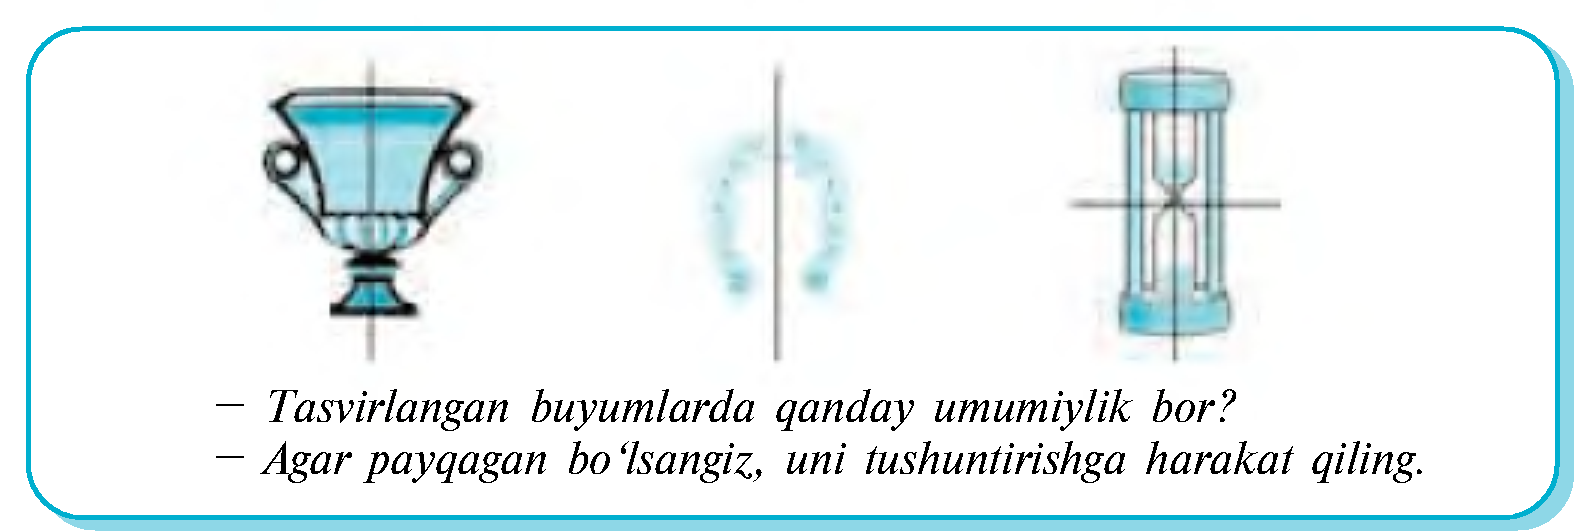 – Tasvirlangan buyumlarda qanday umumiylik bor?
– Agar payqagan bo‘lsangiz, uni tushuntirishga harakat qiling.